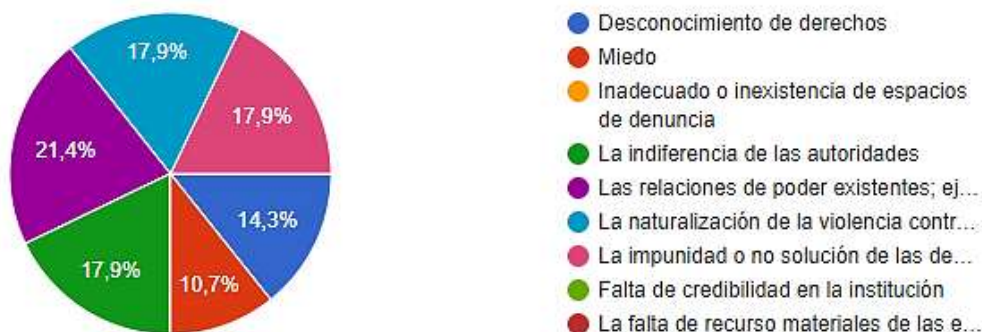 17,9%
17,9%
21,4%
14,3%
17,9%
10,7%
Desconocimiento de derechos
Miedo
Inadecuado o inexistencia de espacios
de denuncia
La indiferencia de las autoridades
Las relaciones de poder existentes; ej...
La naturalización de la violencia contr...
La impunidad o no solución de las de...
Falta de credibilidad en la institución
La falta de recurso materiales de las e...